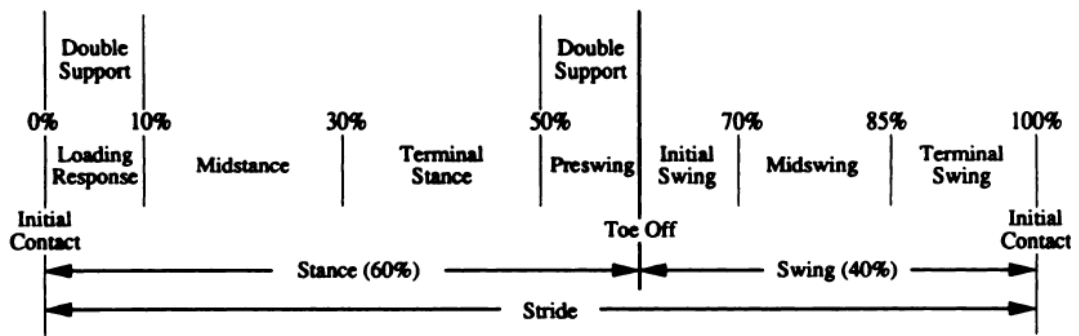 Double Double
Support Support
0% 10% 30% 50% 70% 85% 100%
Loading Midstance Terminal Preswing Initial Midswing Terminal
Response Stance Swing Swing
Initial Toe Off Initial
Contact Contact
Stance (60%) Swing (40%)
Stride